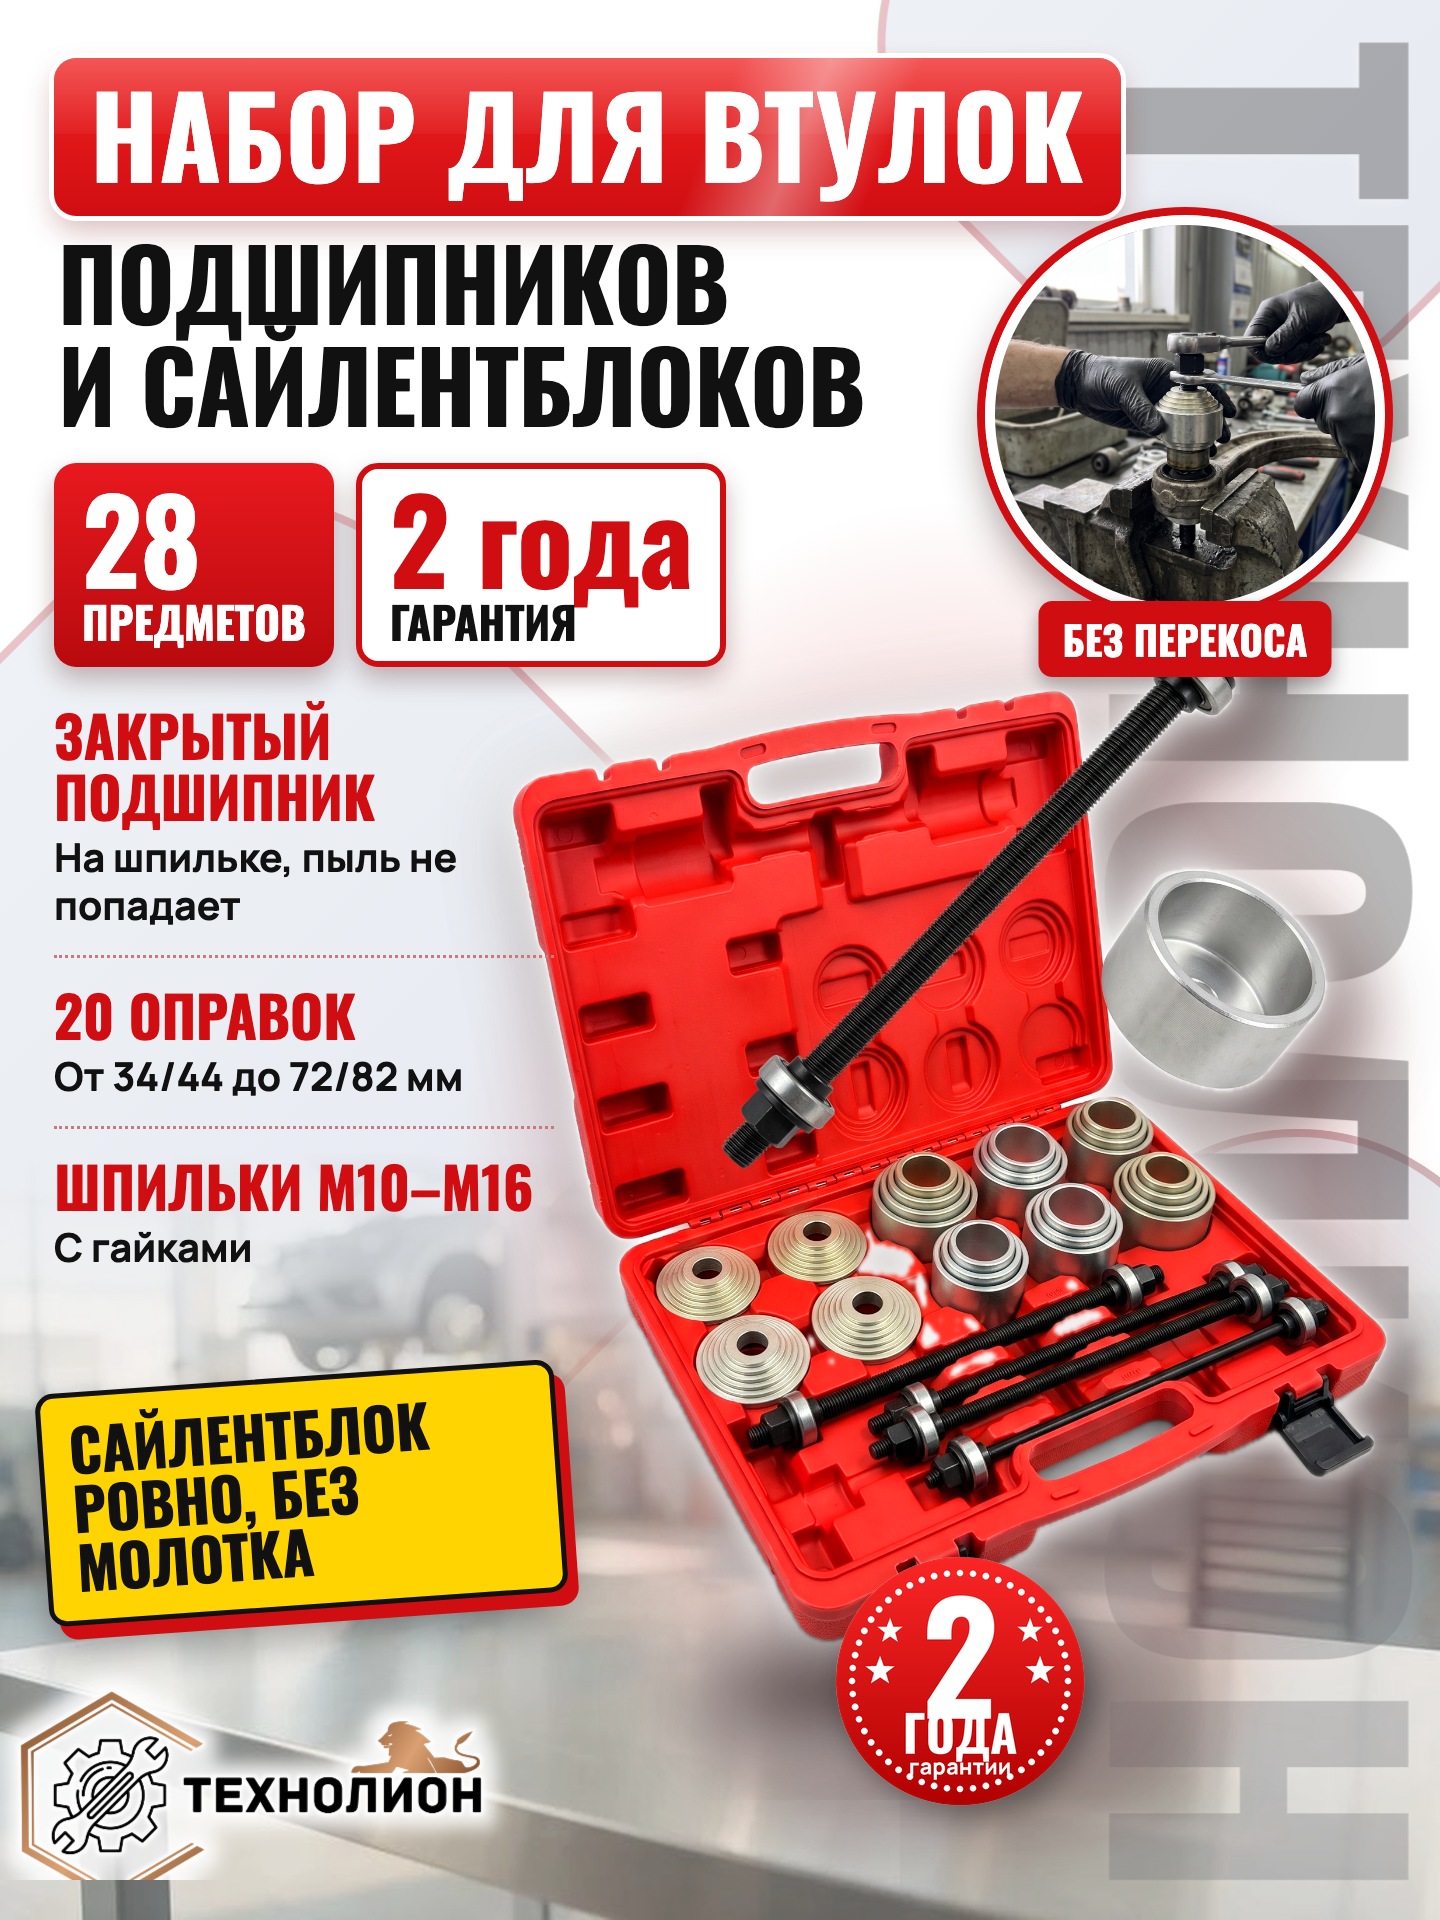 НАБОР ДЛЯ ВТУЛОК
ПОДШИПНИКОВ
И САЙЛЕНТБЛОКОВ
28
ПРЕДМЕТОВ
2 года
ГАРАНТИЯ
БЕЗ ПЕРЕКОСА
ЗАКРЫТЫЙ
ПОДШИПНИК
На шпильке, пыль не
попадает
20 ОПРАВОК
От 34/44 до 72/82 мм
ШПИЛЬКИ М10–М16
С гайками
САЙЛЕНТБЛОК
РОВНО, БЕЗ
МОЛОТКА
2
ГОДА
гарантии
ТЕХНОЛИОН